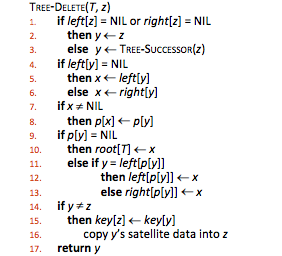 TREE-DELETE(T, z)
1. if left[z] = NIL or right[z] = NIL
2. then y ← z
3. else y ← TREE-SUCCESSOR(z)
4. if left[y] = NIL
5. then x ← left[y]
6. else x ← right[y]
7. if x ≠ NIL
8. then p[x] ← p[y]
9. if p[y] = NIL
10. then root[T] ← x
11. else if y = left[p[y]]
12. then left[p[y]] ← x
13. else right[p[y]] ← x
14. if y ≠ z
15. then key[z] ← key[y]
16. copy y's satellite data into z
17. return y